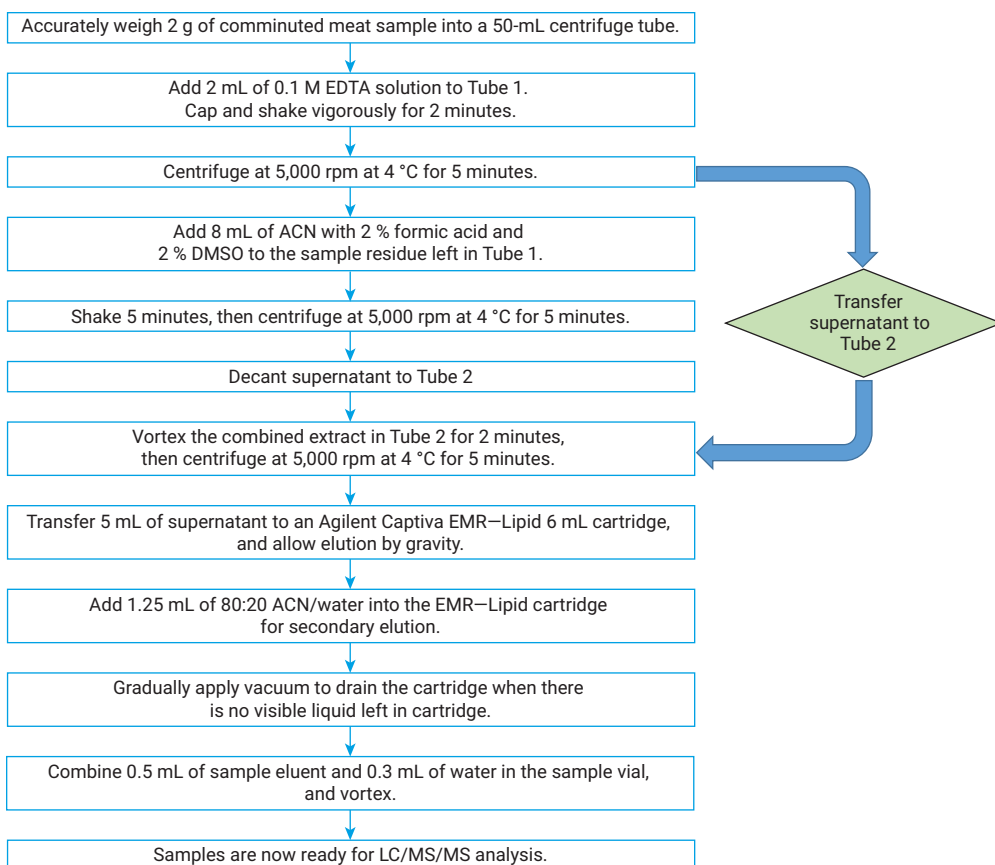 Accurately weigh 2 g of comminuted meat sample into a 50-mL centrifuge tube.
Add 2 mL of 0.1 M EDTA solution to Tube 1.
Cap and shake vigorously for 2 minutes.
Centrifuge at 5,000 rpm at 4 °C for 5 minutes.
Add 8 mL of ACN with 2 % formic acid and
2 % DMSO to the sample residue left in Tube 1.
Shake 5 minutes, then centrifuge at 5,000 rpm at 4 °C for 5 minutes.
Transfer
supernatant to
Tube 2
Decant supernatant to Tube 2
Vortex the combined extract in Tube 2 for 2 minutes,
then centrifuge at 5,000 rpm at 4 °C for 5 minutes.
Transfer 5 mL of supernatant to an Agilent Captiva EMR—Lipid 6 mL cartridge,
and allow elution by gravity.
Add 1.25 mL of 80:20 ACN/water into the EMR—Lipid cartridge
for secondary elution.
Gradually apply vacuum to drain the cartridge when there
is no visible liquid left in cartridge.
Combine 0.5 mL of sample eluent and 0.3 mL of water in the sample vial,
and vortex.
Samples are now ready for LC/MS/MS analysis.